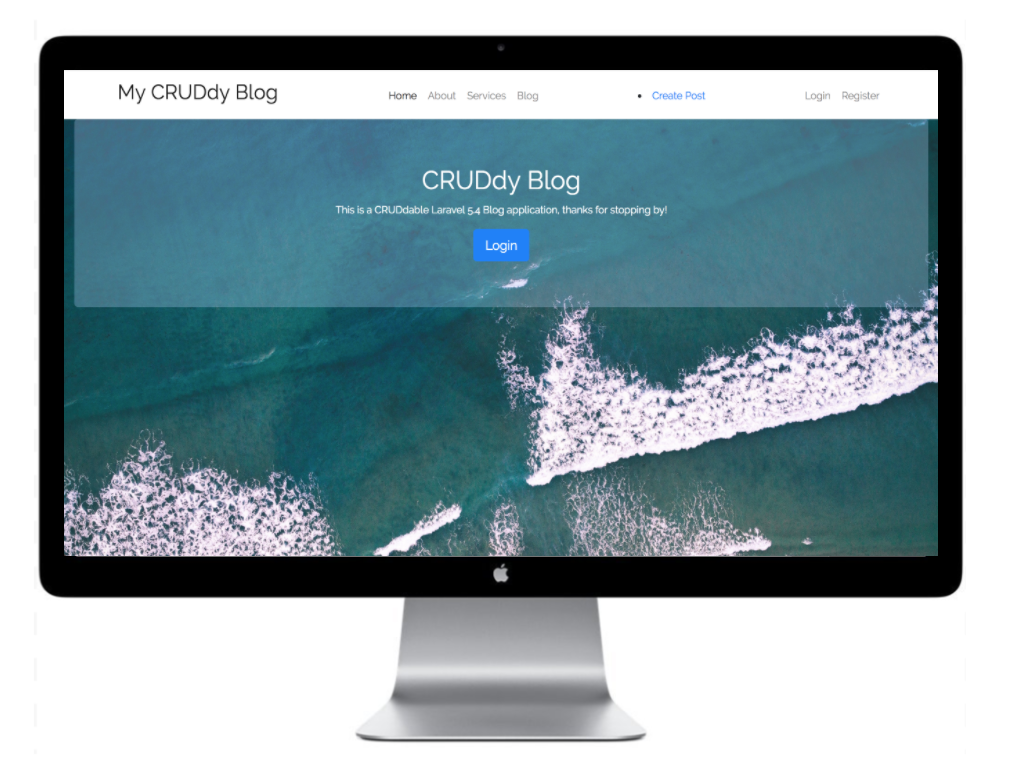 My CRUDdy Blog Home About Services Blog • Create Post Login Register
CRUDdy Blog
This is a CRUDdable Laravel 5.4 Blog application, thanks for stopping by!
Login